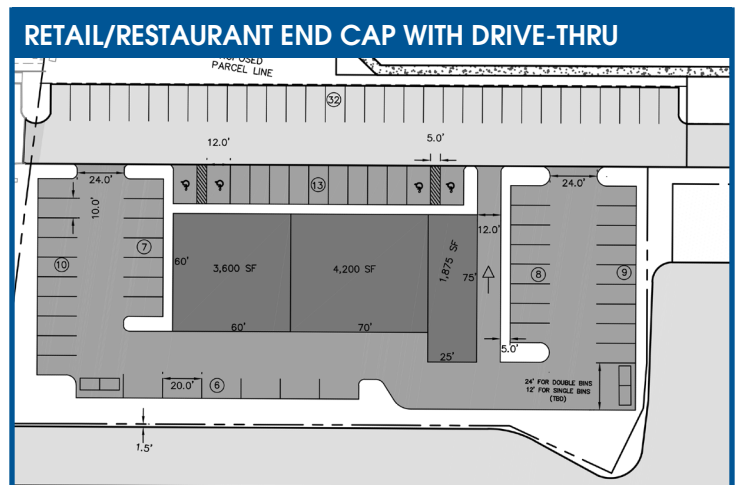 RETAIL/RESTAURANT END CAP WITH DRIVE-THRU
PARCEL LINE
32
12.0'
5.0'
24.0'
13
24.0'
10.0'
12.0'
7
10
60'
3,600 SF
4,200 SF
1,875 SF
75'
8
9
60'
70'
25'
5.0'
20.0'
6
24' FOR DOUBLE BINS
12' FOR SINGLE BINS
(TBD)
1.5'